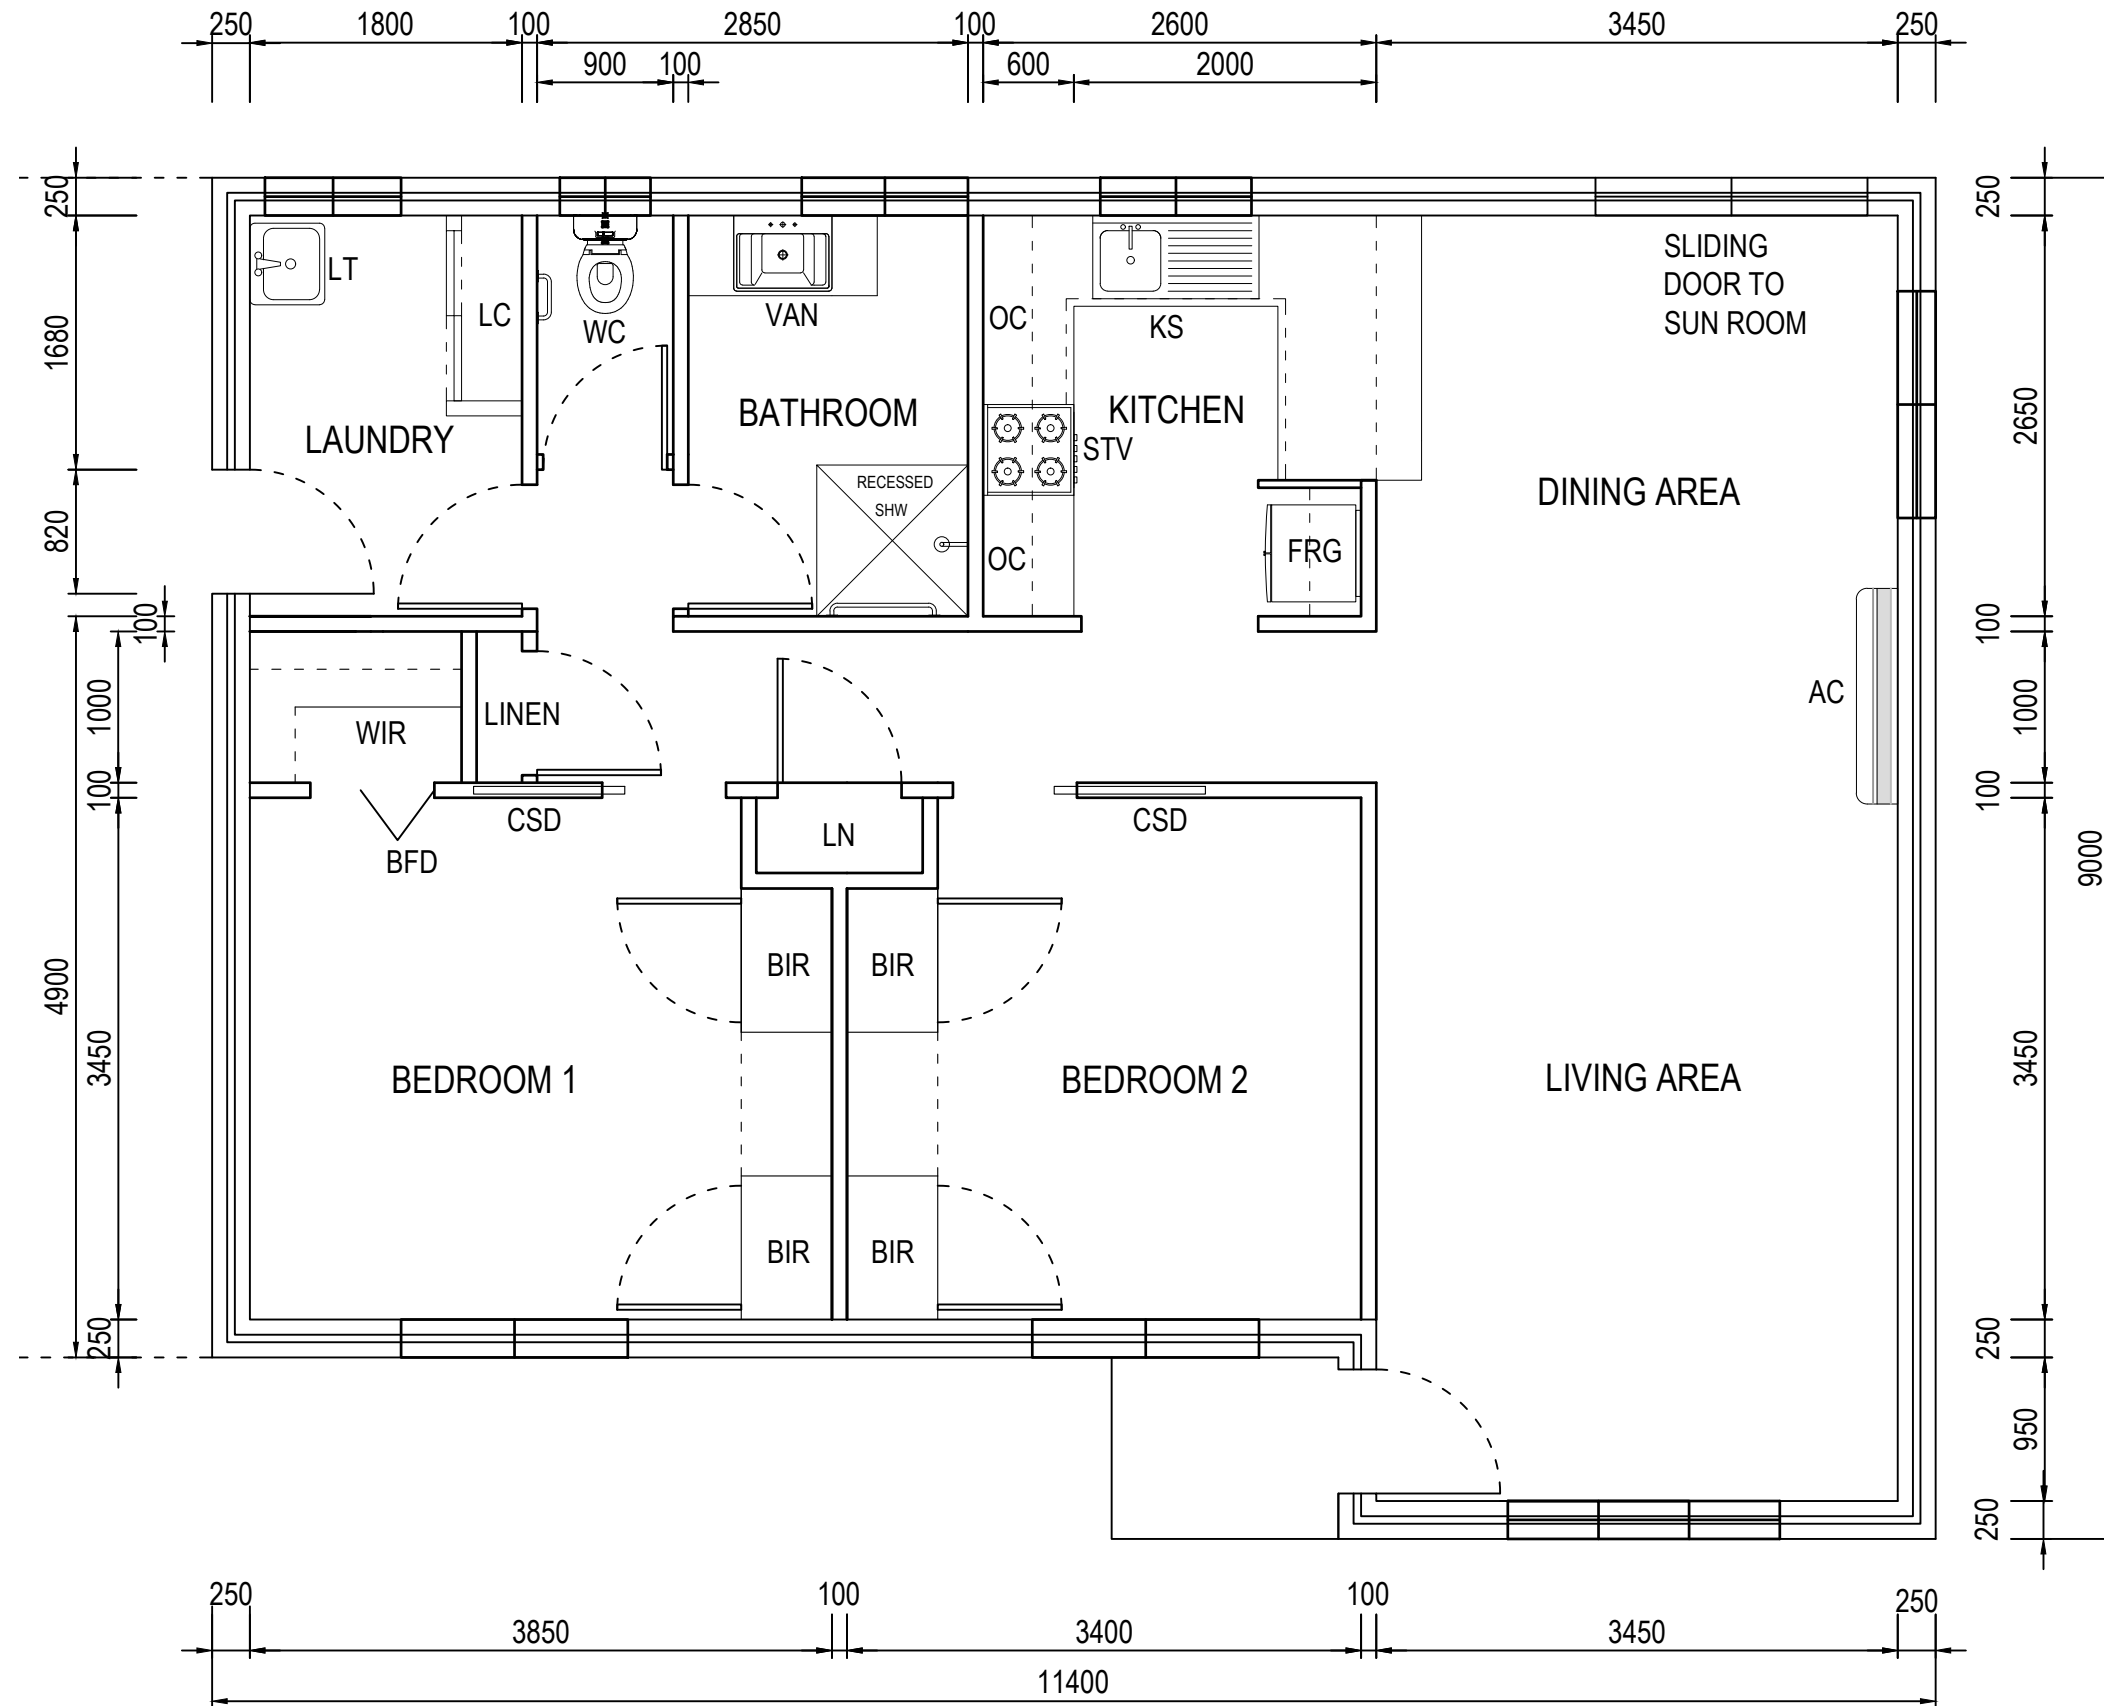 250 1800 100 2850 100 2600 3450 250
900 100 600 2000
250
1680
820
100
1000
100
4900
3450
250
LT
LC
WC
VAN
OC
KS
SLIDING
DOOR TO
SUN ROOM
LAUNDRY
BATHROOM
KITCHEN
STV
RECESSED
SHW
OC
FRG
DINING AREA
WIR
LINEN
AC
BFD
CSD
LN
CSD
BIR
BIR
BEDROOM 1
BEDROOM 2
LIVING AREA
BIR
BIR
250
2650
100
1000
100
9000
3450
250
950
250
250 100 100 250
3850 3400 3450
11400